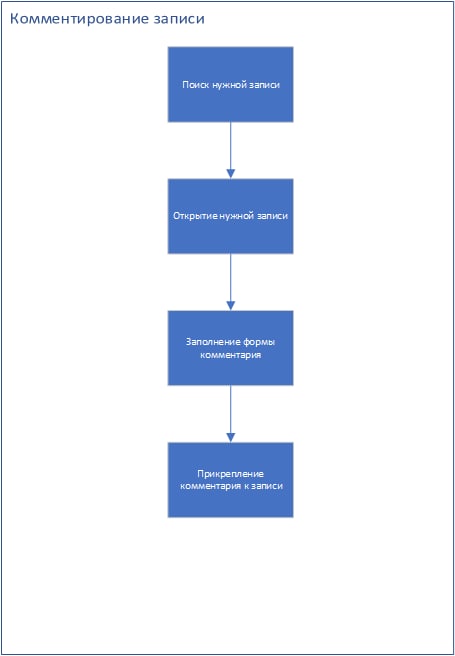 Комментирование записи
Поиск нужной записи
Открытие нужной записи
Заполнение формы
комментария
Прикрепление
комментария к записи